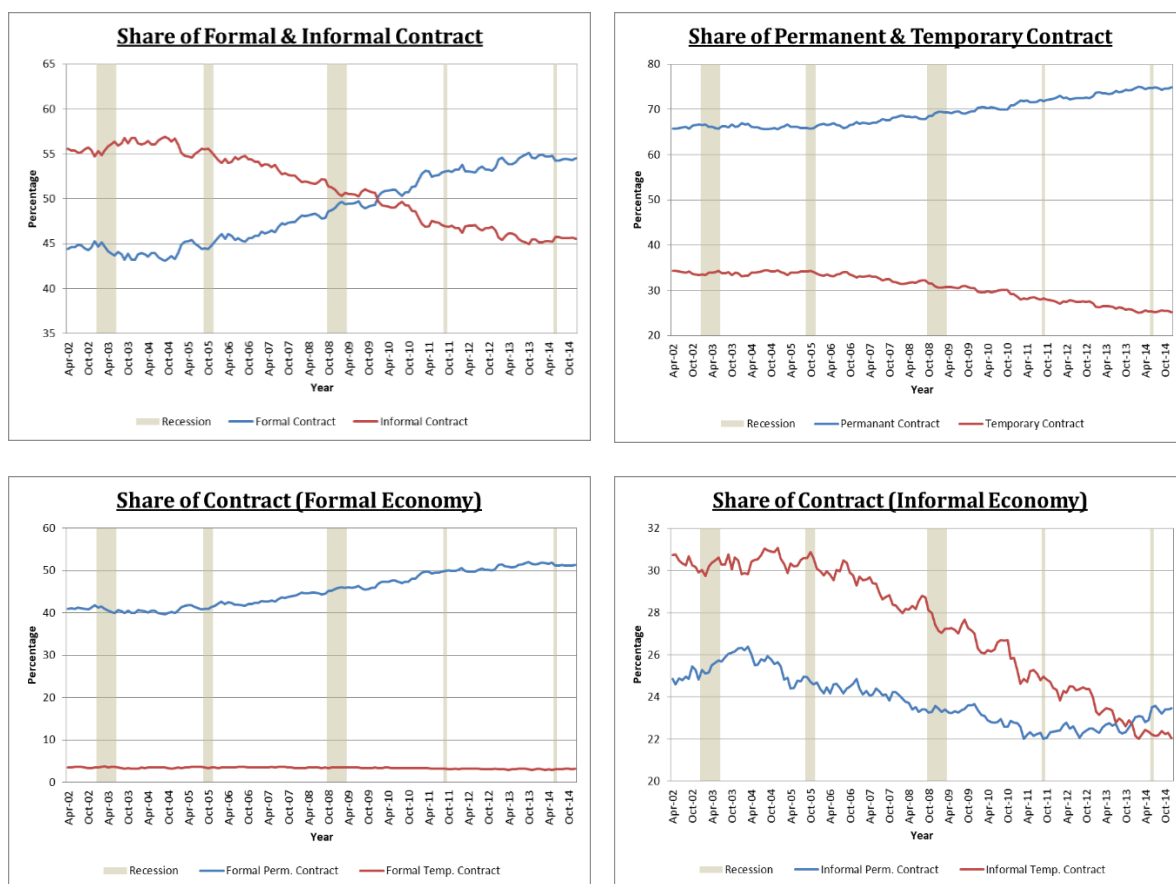 Share of Formal & Informal Contract
65
60
55
50
45
40
35
Percentage
Apr-02
Oct-02
Apr-03
Oct-03
Apr-04
Oct-04
Apr-05
Oct-05
Apr-06
Oct-06
Apr-07
Oct-07
Apr-08
Oct-08
Apr-09
Oct-09
Apr-10
Oct-10
Apr-11
Oct-11
Apr-12
Oct-12
Apr-13
Oct-13
Apr-14
Oct-14
Year
Recession Formal Contract Informal Contract
Share of Permanent & Temporary Contract
80
70
60
50
40
30
20
Percentage
Apr-02
Oct-02
Apr-03
Oct-03
Apr-04
Oct-04
Apr-05
Oct-05
Apr-06
Oct-06
Apr-07
Oct-07
Apr-08
Oct-08
Apr-09
Oct-09
Apr-10
Oct-10
Apr-11
Oct-11
Apr-12
Oct-12
Apr-13
Oct-13
Apr-14
Oct-14
Year
Recession Permanant Contract Temporary Contract
Share of Contract (Formal Economy)
60
50
40
30
20
10
0
Percentage
Apr-02
Oct-02
Apr-03
Oct-03
Apr-04
Oct-04
Apr-05
Oct-05
Apr-06
Oct-06
Apr-07
Oct-07
Apr-08
Oct-08
Apr-09
Oct-09
Apr-10
Oct-10
Apr-11
Oct-11
Apr-12
Oct-12
Apr-13
Oct-13
Apr-14
Oct-14
Year
Recession Formal Perm. Contract Formal Temp. Contract
Share of Contract (Informal Economy)
32
30
28
26
24
22
20
Percentage
Apr-02
Oct-02
Apr-03
Oct-03
Apr-04
Oct-04
Apr-05
Oct-05
Apr-06
Oct-06
Apr-07
Oct-07
Apr-08
Oct-08
Apr-09
Oct-09
Apr-10
Oct-10
Apr-11
Oct-11
Apr-12
Oct-12
Apr-13
Oct-13
Apr-14
Oct-14
Year
Recession Informal Perm. Contract Informal Temp. Contract